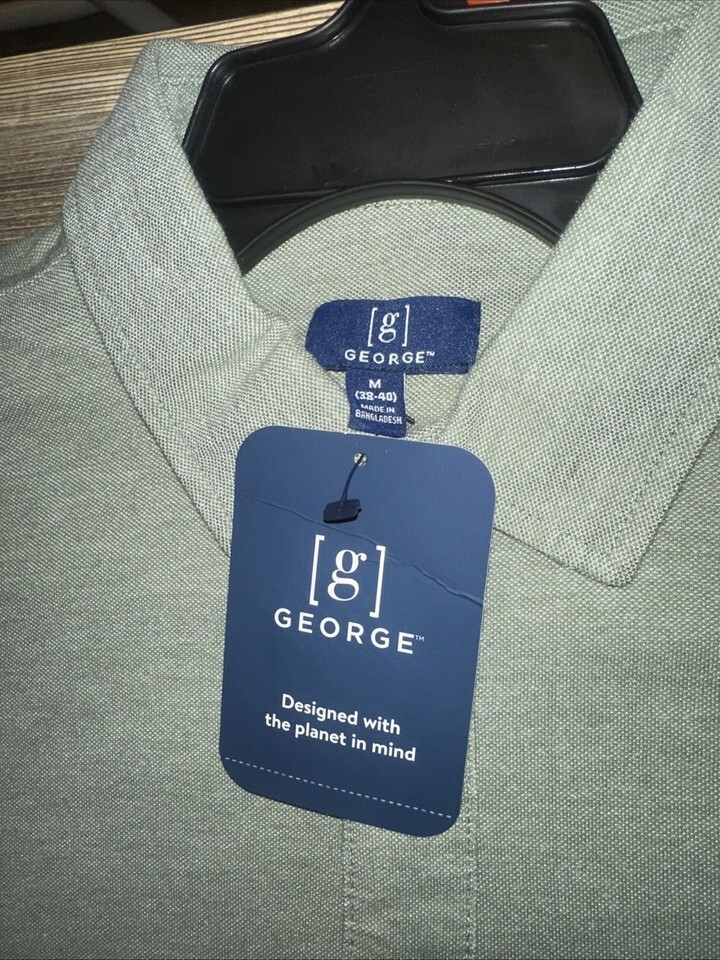 [g]
GEORGE™
M
(38-40)
MADE IN
BANGLADESH
[g]
GEORGE™
Designed with
the planet in mind